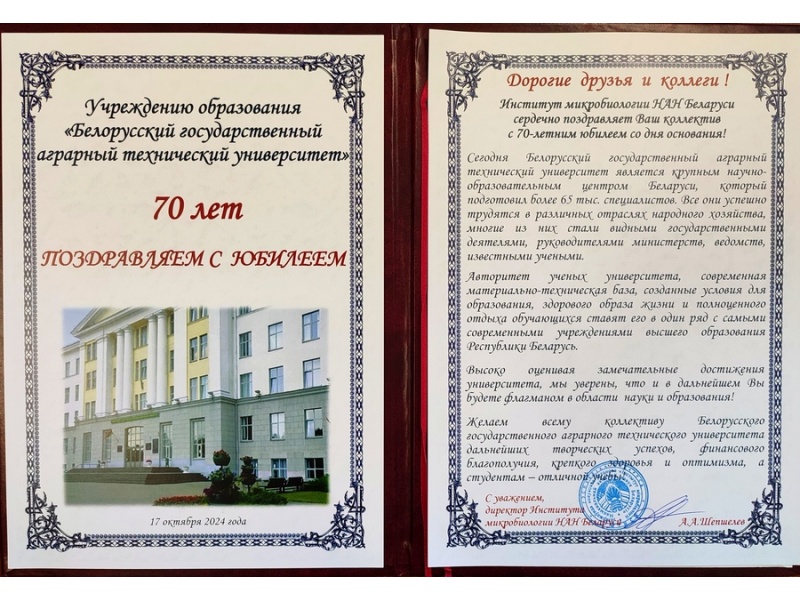 Учреждению образования
«Белорусский государственный
аграрный технический университет»
70 лет
ПОЗДРАВЛЯЕМ С ЮБИЛЕЕМ
17 октября 2024 года
Дорогие друзья и коллеги !
Институт микробиологии НАН Беларуси
сердечно поздравляет Ваш коллектив
с 70-летним юбилеем со дня основания!
Сегодня Белорусский государственный аграрный
технический университет является крупным научно-
образовательным центром Беларуси, который
подготовил более 65 тыс. специалистов. Все они успешно
трудятся в различных отраслях народного хозяйства,
многие из них стали видными государственными
деятелями, руководителями министерств, ведомств,
известными учеными.
Авторитет ученых университета, современная
материально-техническая база, созданные условия для
образования, здорового образа жизни и полноценного
отдыха обучающихся ставят его в один ряд с самыми
современными учреждениями высшего образования
Республики Беларусь.
Высоко оценивая замечательные достижения
университета, мы уверены, что и в дальнейшем Вы
будете флагманом в области науки и образования!
Желаем всему коллективу Белорусского
государственного аграрного технического университета
дальнейших творческих успехов, финансового
благополучия, крепкого здоровья и оптимизма, а
студентам – отличной учебы!
С уважением,
директор Института
микробиологии НАН Беларуси А.А.Шепшелев